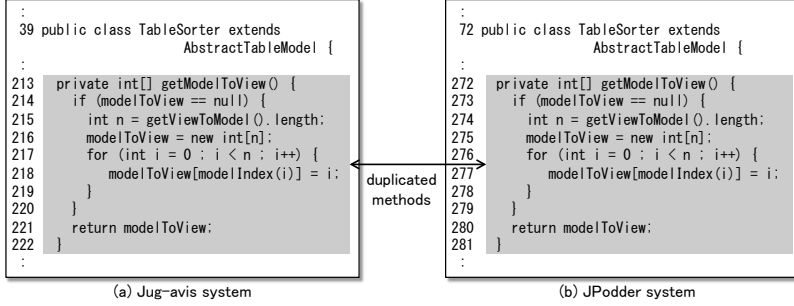 :
39 public class TableSorter extends
AbstractTableModel {
:
213 private int[] getModelToView() {
214 if (modelToView == null) {
215 int n = getViewToModel().length;
216 modelToView = new int[n];
217 for (int i = 0 ; i < n ; i++) {
218 modelToView[modelIndex(i)] = i;
219 }
220 }
221 return modelToView;
222 }
:
(a) Jug-avis system
duplicated
methods
:
72 public class TableSorter extends
AbstractTableModel {
:
272 private int[] getModelToView() {
273 if (modelToView == null) {
274 int n = getViewToModel().length;
275 modelToView = new int[n];
276 for (int i = 0 ; i < n ; i++) {
277 modelToView[modelIndex(i)] = i;
278 }
279 }
280 return modelToView;
281 }
:
(b) JPodder system